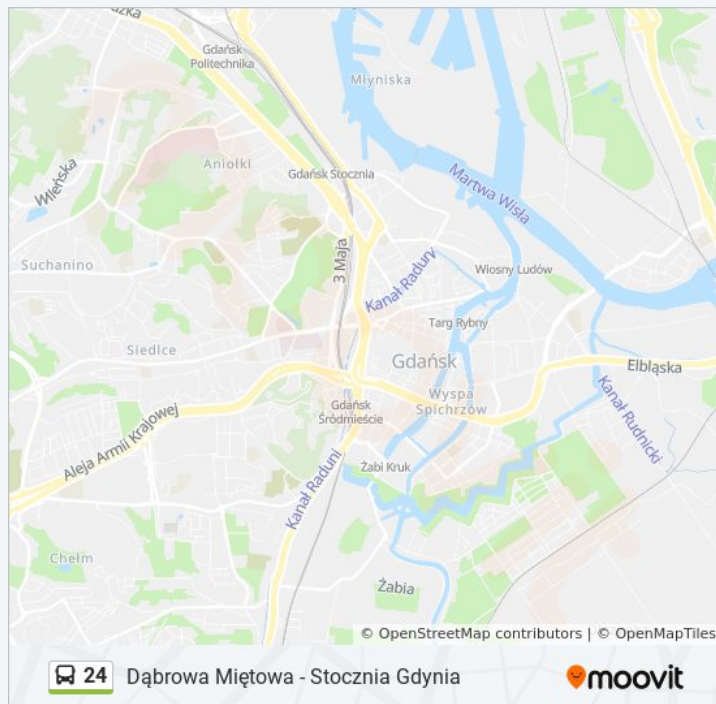 Gdańsk
Politechnika
Młyniska
Aniołki
Gdańsk Stocznia
Martwa Wisła
Wileńska
Suchanino
3 Maja
Kanał Raduny
Wiosny Ludów
Targ Rybny
Siedlce
Gdańsk
Elbląska
Wyspa
Spichrzów
Gdańsk
Śródmieście
Kanał Rudnicki
Aleja Armii Krajowej
Żabi Kruk
Kanał Raduni
Chełm
Żabia
© OpenStreetMap contributors | © OpenMapTiles
24 Dąbrowa Miętowa - Stocznia Gdynia
moovit